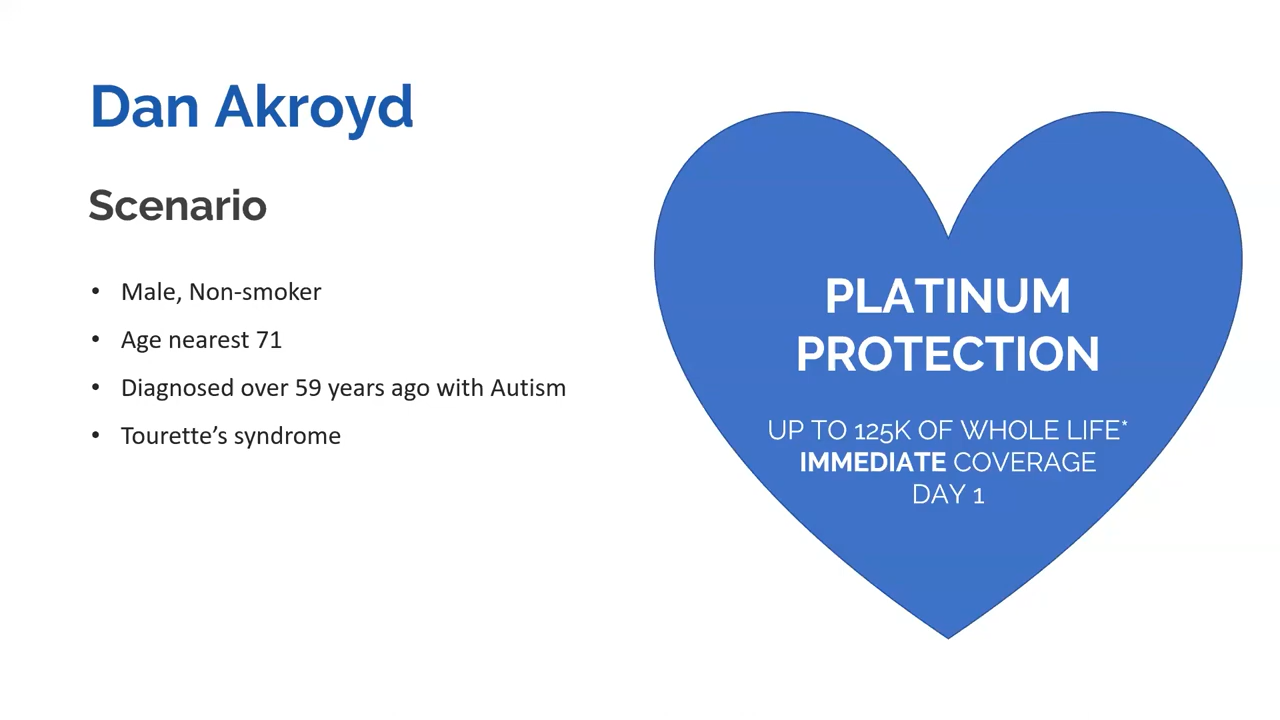 Dan Akroyd
Scenario
• Male, Non-smoker
• Age nearest 71
• Diagnosed over 59 years ago with Autism
• Tourette’s syndrome
PLATINUM
PROTECTION
UP TO 125K OF WHOLE LIFE*
IMMEDIATE COVERAGE
DAY 1